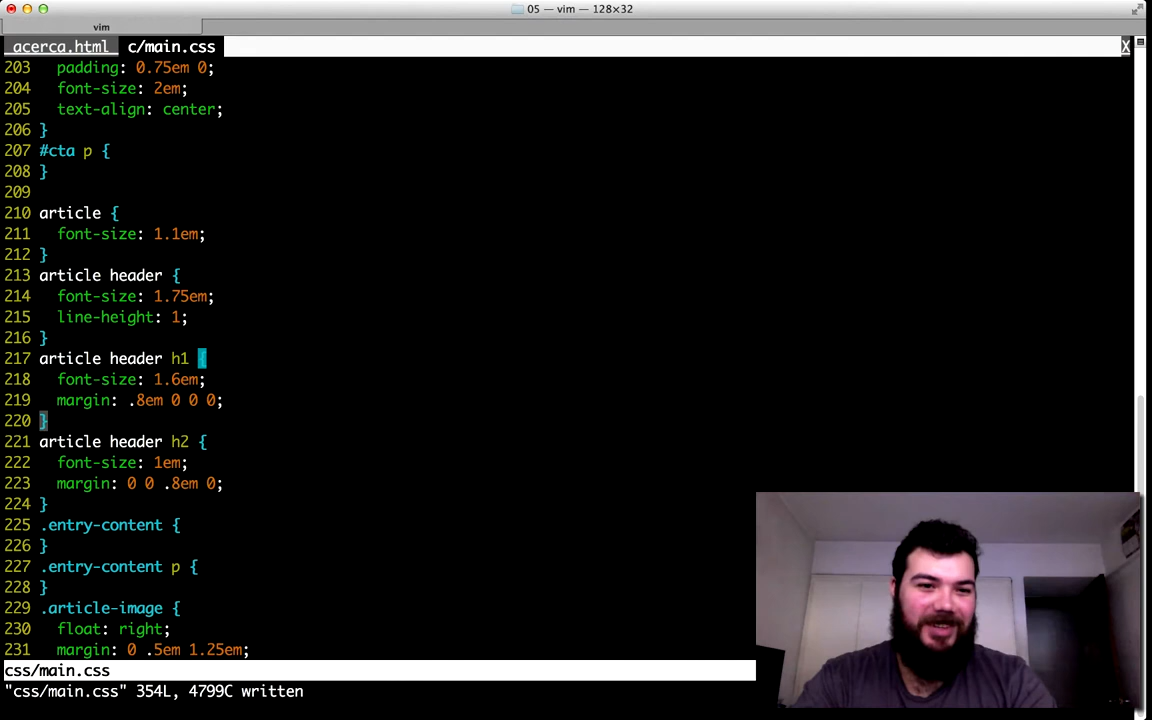 05 — vim — 128×32
vim
acerca.html c/main.css X
203 padding: 0.75em 0;
204 font-size: 2em;
205 text-align: center;
206 }
207 #cta p {
208 }
209
210 article {
211 font-size: 1.1em;
212 }
213 article header {
214 font-size: 1.75em;
215 line-height: 1;
216 }
217 article header h1 {
218 font-size: 1.6em;
219 margin: .8em 0 0 0;
220 }
221 article header h2 {
222 font-size: 1em;
223 margin: 0 0 .8em 0;
224 }
225 .entry-content {
226 }
227 .entry-content p {
228 }
229 .article-image {
230 float: right;
231 margin: 0 .5em 1.25em;
css/main.css
"css/main.css" 354L, 4799C written